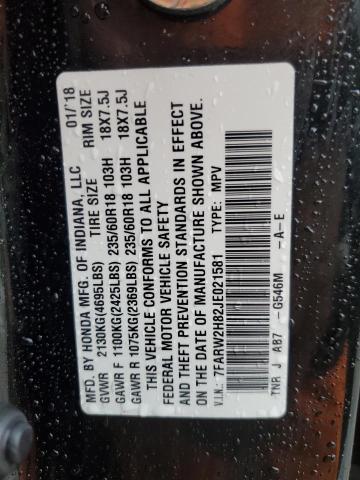 MFD. BY HONDA MFG. OF INDIANA, LLC 01/'18
TIRE SIZE RIM SIZE
GVWR 2130KG(4695LBS)
GAWR F 1100KG(2425LBS) 235/60R18 103H 18X7.5J
GAWR R 1075KG(2369LBS) 235/60R18 103H 18X7.5J
THIS VEHICLE CONFORMS TO ALL APPLICABLE
FEDERAL MOTOR VEHICLE SAFETY
AND THEFT PREVENTION STANDARDS IN EFFECT
ON THE DATE OF MANUFACTURE SHOWN ABOVE.
V.I.N.: 7FARW2H82JE021581 TYPE: MPV
TNR J AB7 -G546M -A-E